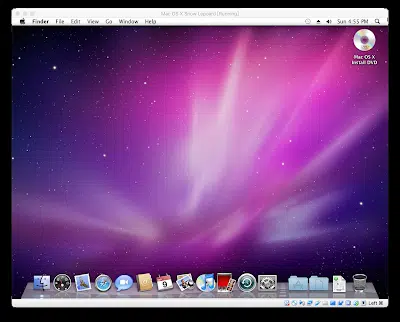 Mac OS X Snow Leopard [Running]
Finder File Edit View Go Window Help Sun 4:55 PM
Mac OS X
Install DVD
9
Left ⌘